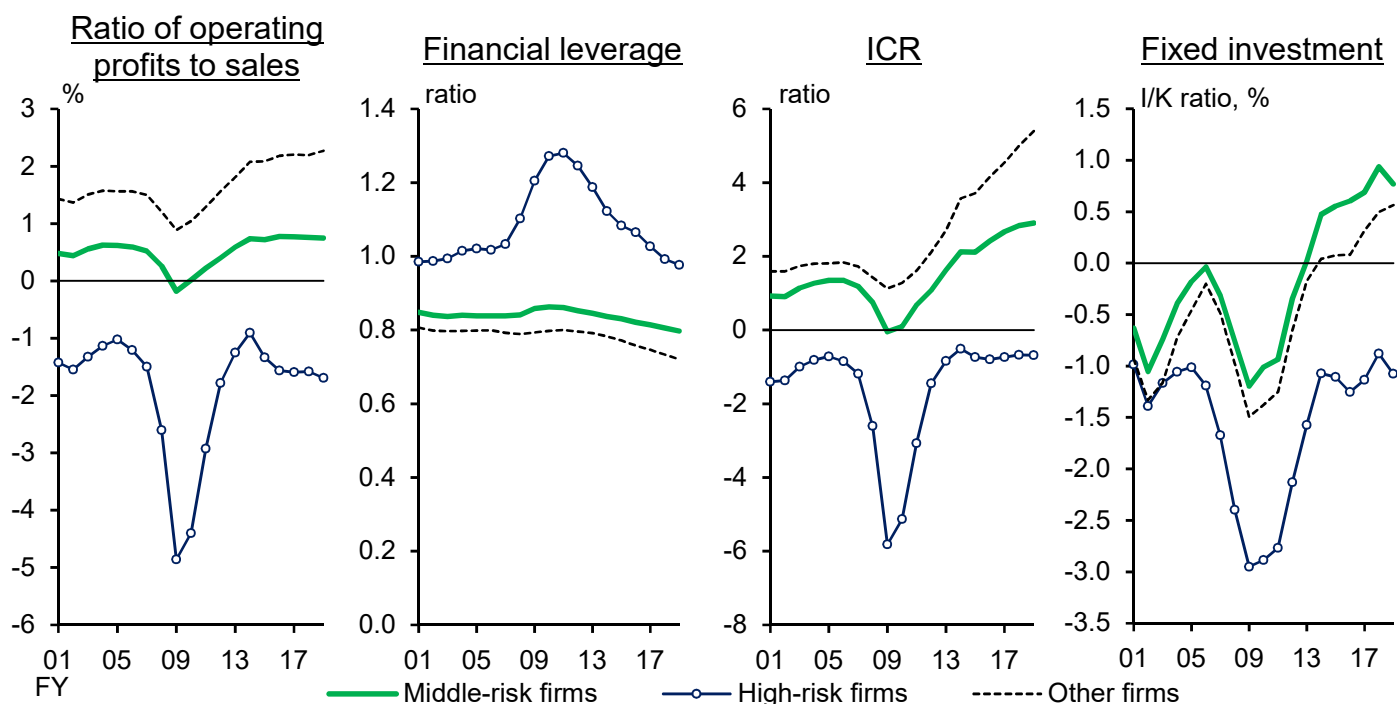 Ratio of operating
profits to sales
%
3
2
1
0
-1
-2
-3
-4
-5
-6
01 05 09 13 17
FY
Financial leverage
ratio
1.4
1.2
1.0
0.8
0.6
0.4
0.2
0.0
01 05 09 13 17
ICR
ratio
6
4
2
0
-2
-4
-6
-8
01 05 09 13 17
Fixed investment
I/K ratio, %
1.5
1.0
0.5
0.0
-0.5
-1.0
-1.5
-2.0
-2.5
-3.0
-3.5
01 05 09 13 17
Middle-risk firms High-risk firms Other firms